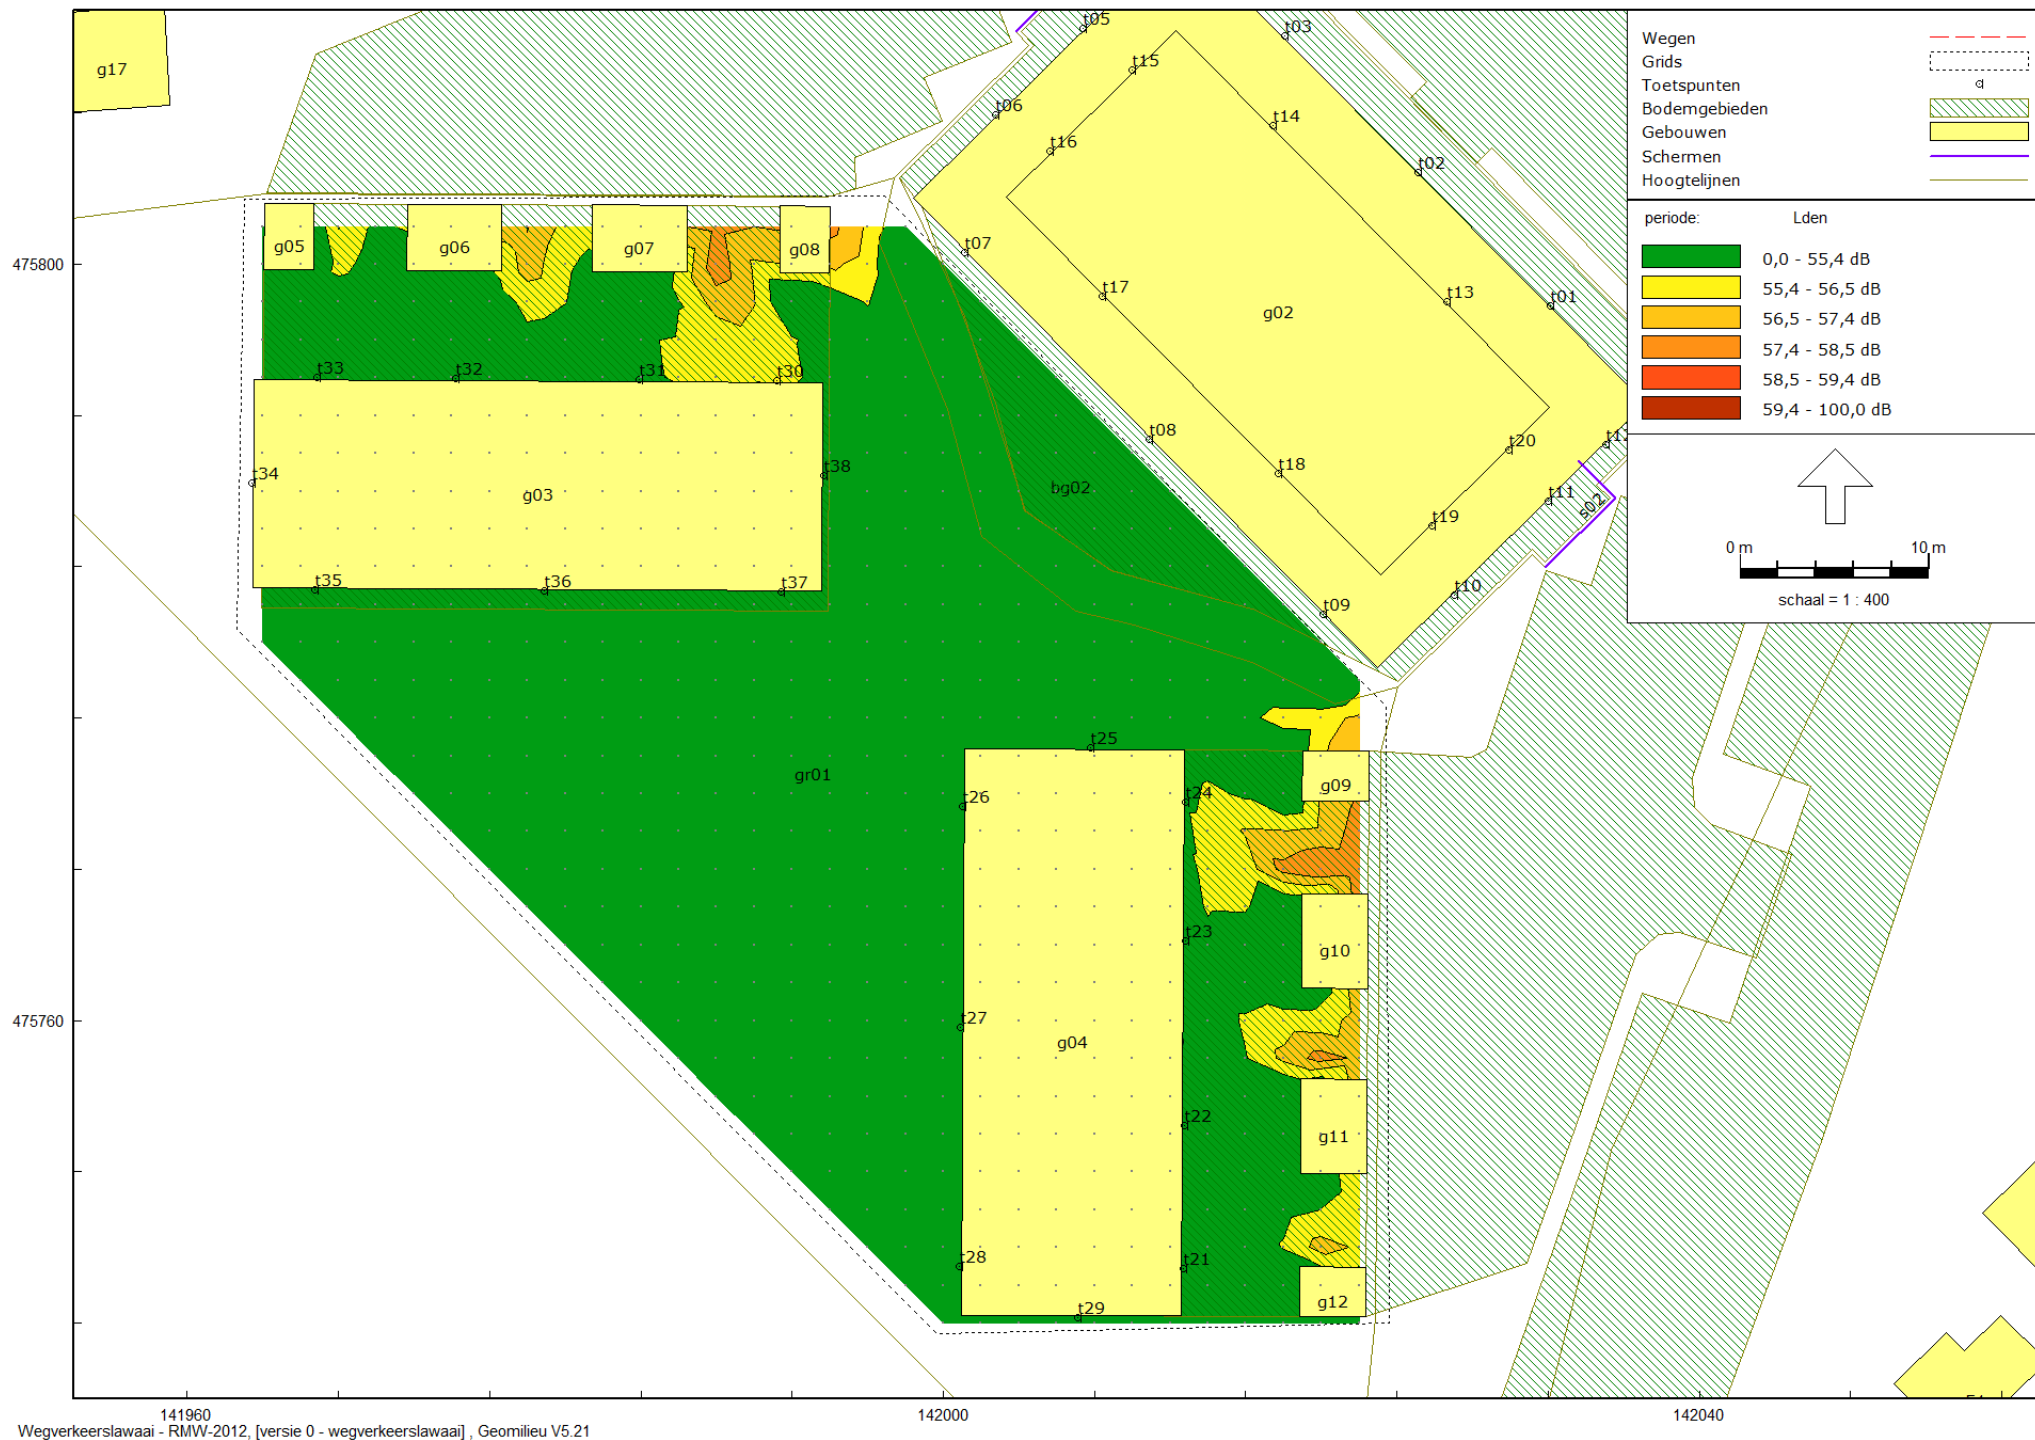 Wegen
Grids
Toetspunten
Bodemgebieden
Gebouwen
Schermen
Hoogtelijnen
periode: Lden
0,0 - 55,4 dB
55,4 - 56,5 dB
56,5 - 57,4 dB
57,4 - 58,5 dB
58,5 - 59,4 dB
59,4 - 100,0 dB
0 m 10 m
schaal = 1 : 400
g17
t05
t03
t15
t06
t14
t16
t02
475800
g05
g06
g07
g08
t07
t17
t13
t01
g02
t33
t32
t31
t30
t08
t20
t18
t38
t34
g03
bg02
t11
s02
t19
t35
t36
t37
t10
t09
t25
gr01
g09
t26
t24
t23
g10
475760
t27
g04
t22
g11
t28
t21
t29
g12
141960
142000
142040
Wegverkeerslawaai - RMW-2012, [versie 0 - wegverkeerslawaai] , Geomilieu V5.21